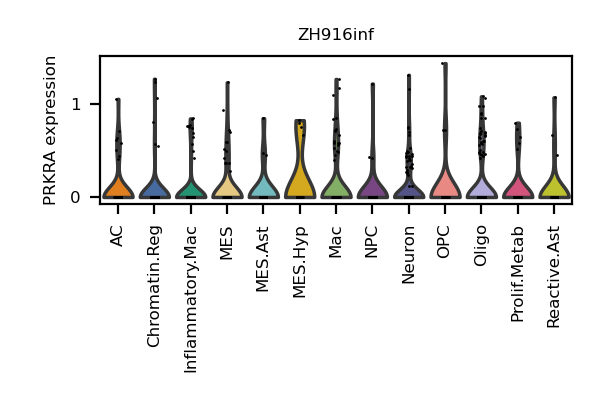 ZH916inf
PRKRA expression
1
0
AC
Chromatin.Reg
Inflammatory.Mac
MES
MES.Ast
MES.Hyp
Mac
NPC
Neuron
OPC
Oligo
Prolif.Metab
Reactive.Ast